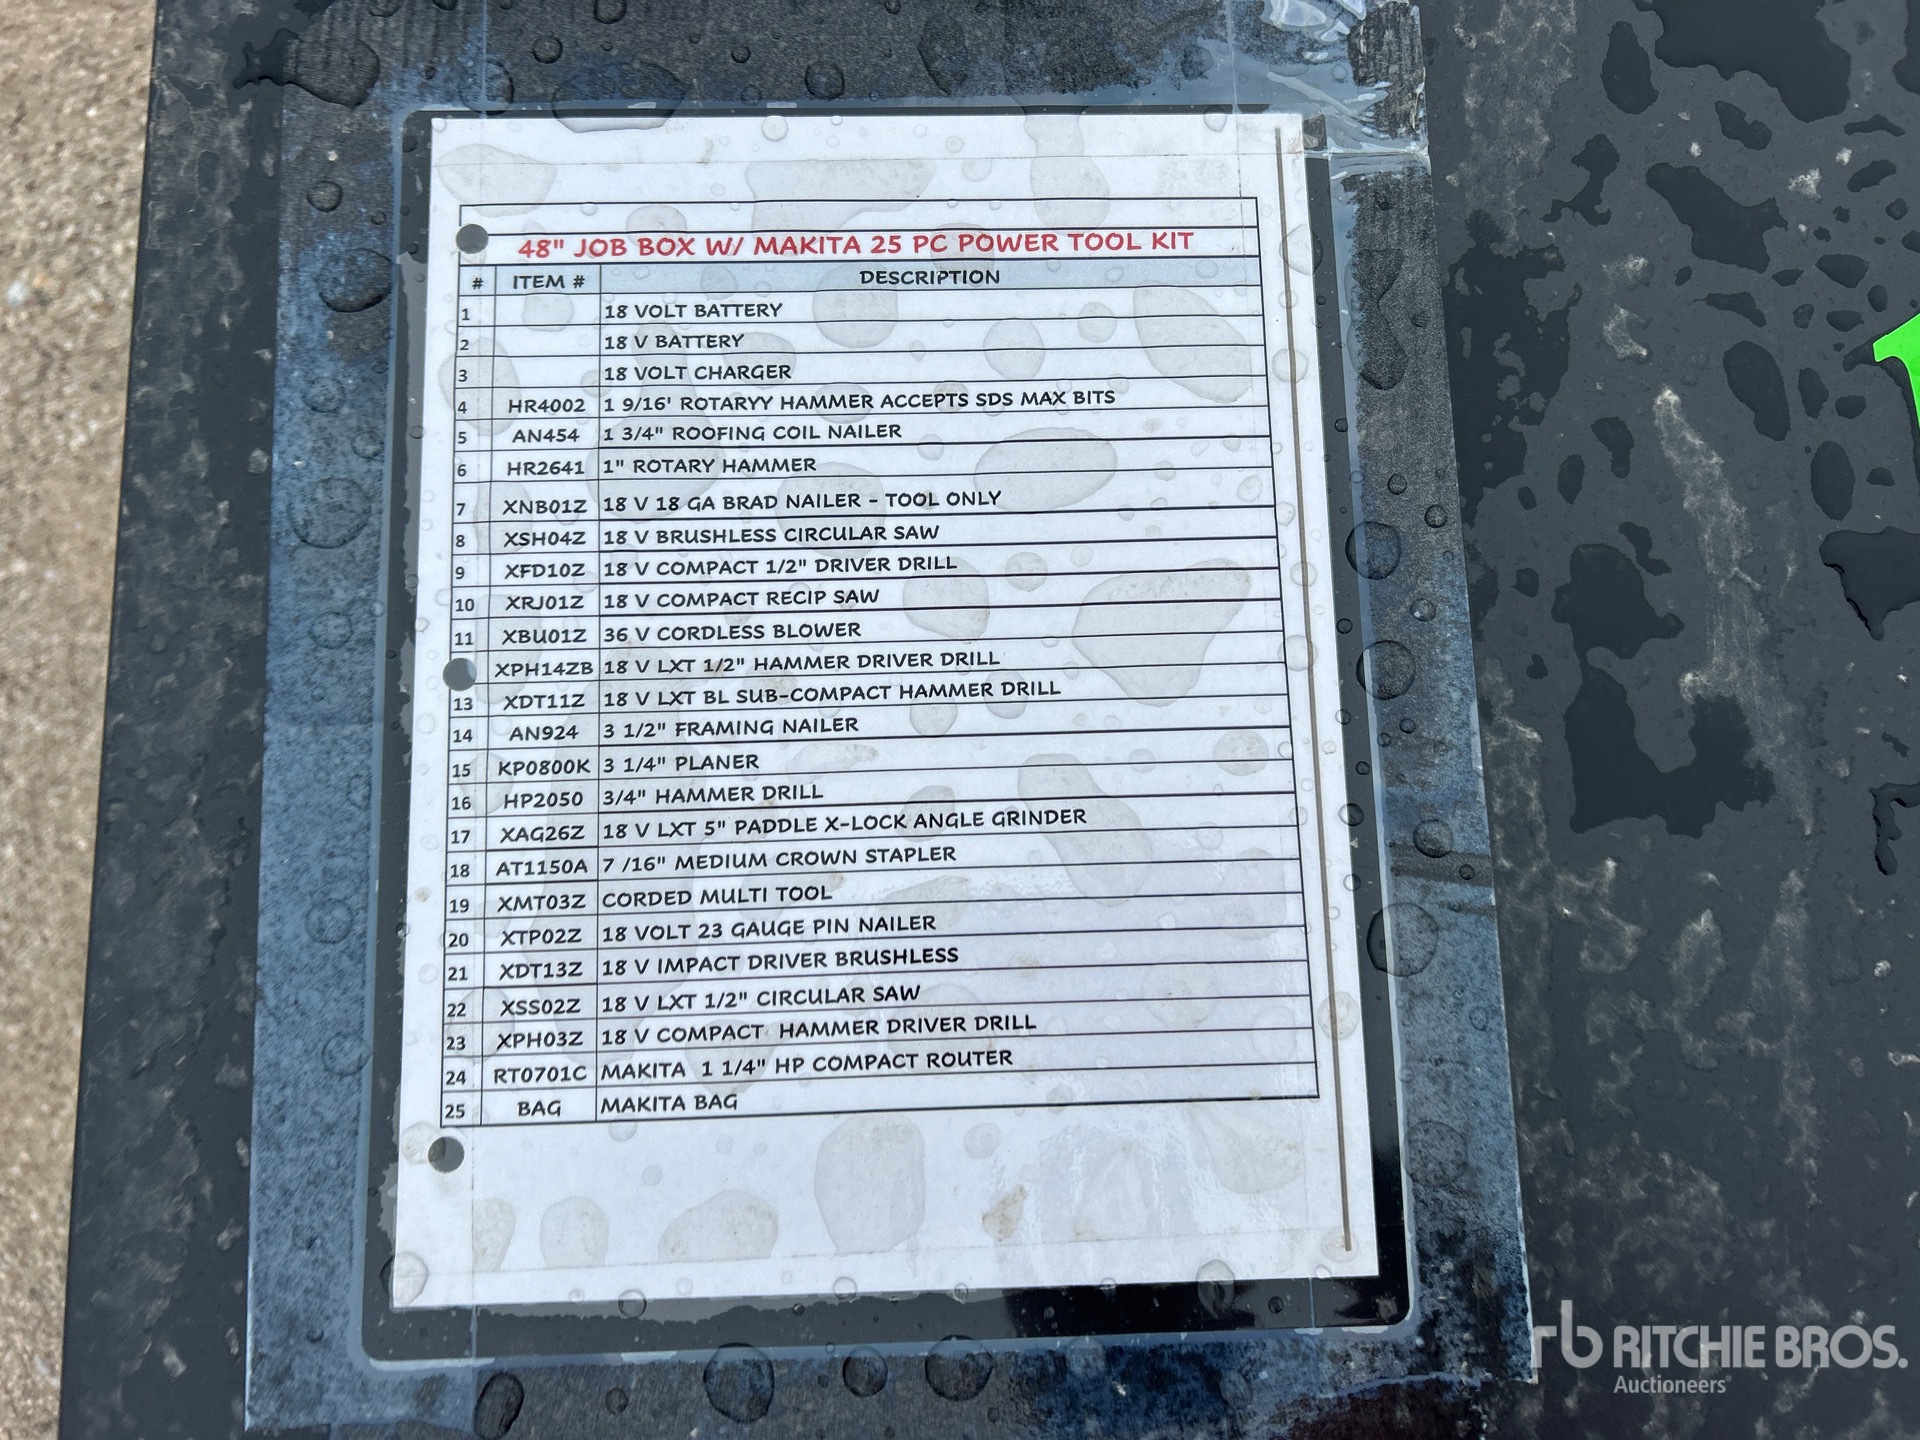 48" JOB BOX W/ MAKITA 25 PC POWER TOOL KIT
# ITEM # DESCRIPTION
1 18 VOLT BATTERY
2 18 V BATTERY
3 18 VOLT CHARGER
4 HR4002 1 9/16' ROTARYY HAMMER ACCEPTS SDS MAX BITS
5 AN454 1 3/4" ROOFING COIL NAILER
6 HR2641 1" ROTARY HAMMER
7 XNB01Z 18 V 18 GA BRAD NAILER - TOOL ONLY
8 XSH04Z 18 V BRUSHLESS CIRCULAR SAW
9 XFD10Z 18 V COMPACT 1/2" DRIVER DRILL
10 XRJ01Z 18 V COMPACT RECIP SAW
11 XBU01Z 36 V CORDLESS BLOWER
XPH14ZB 18 V LXT 1/2" HAMMER DRIVER DRILL
13 XDT11Z 18 V LXT BL SUB-COMPACT HAMMER DRILL
14 AN924 3 1/2" FRAMING NAILER
15 KP0800K 3 1/4" PLANER
16 HP2050 3/4" HAMMER DRILL
17 XAG26Z 18 V LXT 5" PADDLE X-LOCK ANGLE GRINDER
18 AT1150A 7 /16" MEDIUM CROWN STAPLER
19 XMT03Z CORDED MULTI TOOL
20 XTP02Z 18 VOLT 23 GAUGE PIN NAILER
21 XDT13Z 18 V IMPACT DRIVER BRUSHLESS
22 XSS02Z 18 V LXT 1/2" CIRCULAR SAW
23 XPH03Z 18 V COMPACT HAMMER DRIVER DRILL
24 RT0701C MAKITA 1 1/4" HP COMPACT ROUTER
25 BAG MAKITA BAG
rb RITCHIE BROS.
Auctioneers